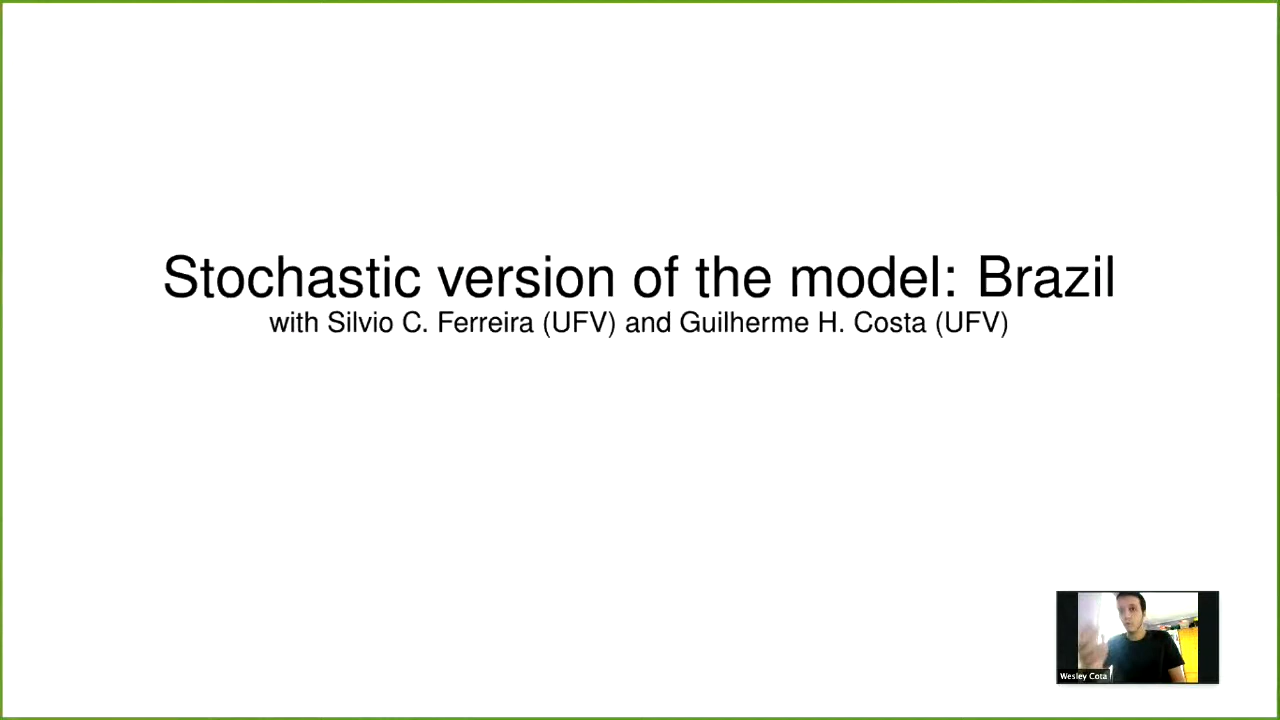 Stochastic version of the model: Brazil
with Silvio C. Ferreira (UFV) and Guilherme H. Costa (UFV)
Wesley Cota